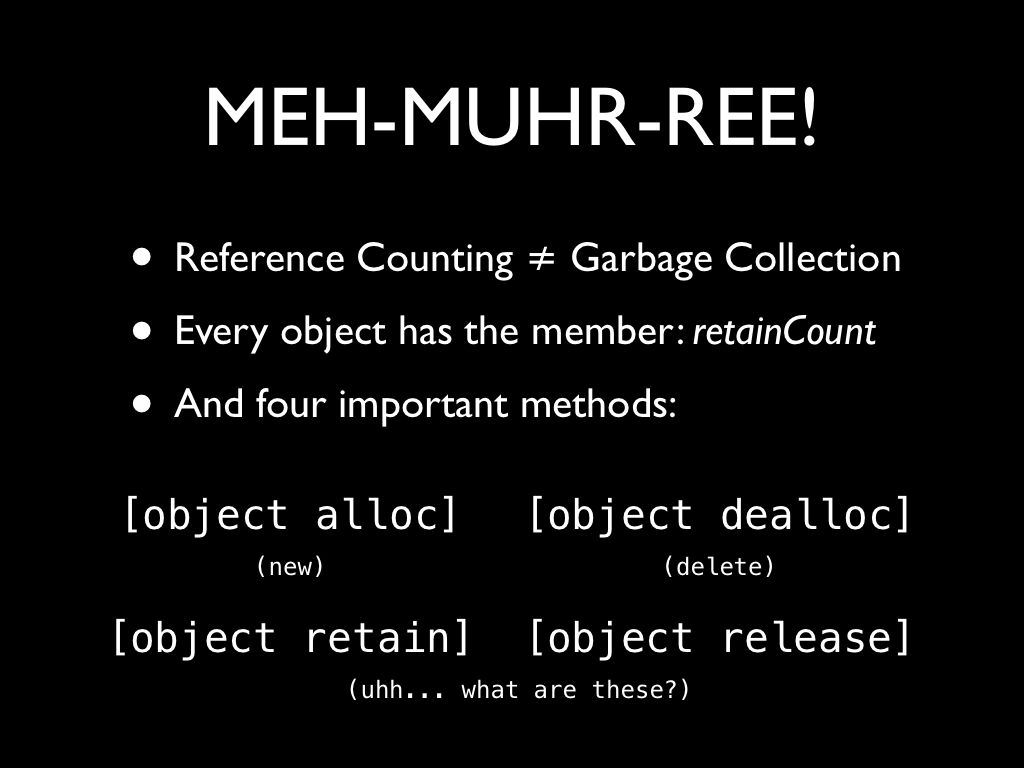 MEH-MUHR-REE!
• Reference Counting ≠ Garbage Collection
• Every object has the member: retainCount
• And four important methods:
[object alloc] [object dealloc]
(new) (delete)
[object retain] [object release]
(uhh... what are these?)